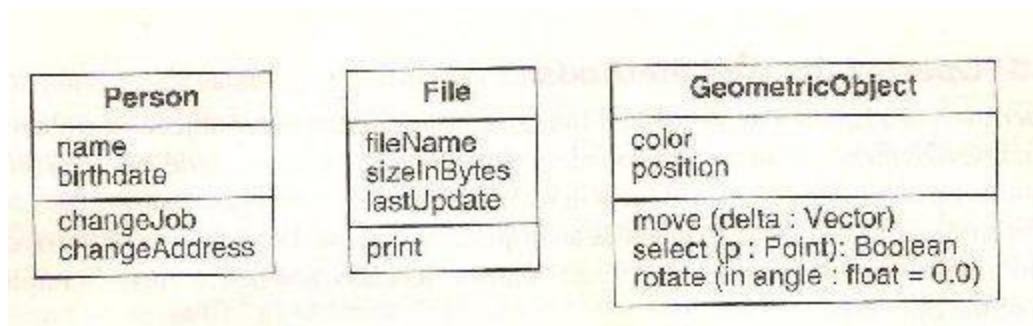 Person
name
birthdate
changeJob
changeAddress
File
fileName
sizeInBytes
lastUpdate
print
GeometricObject
color
position
move (delta : Vector)
select (p : Point): Boolean
rotate (in angle : float = 0.0)